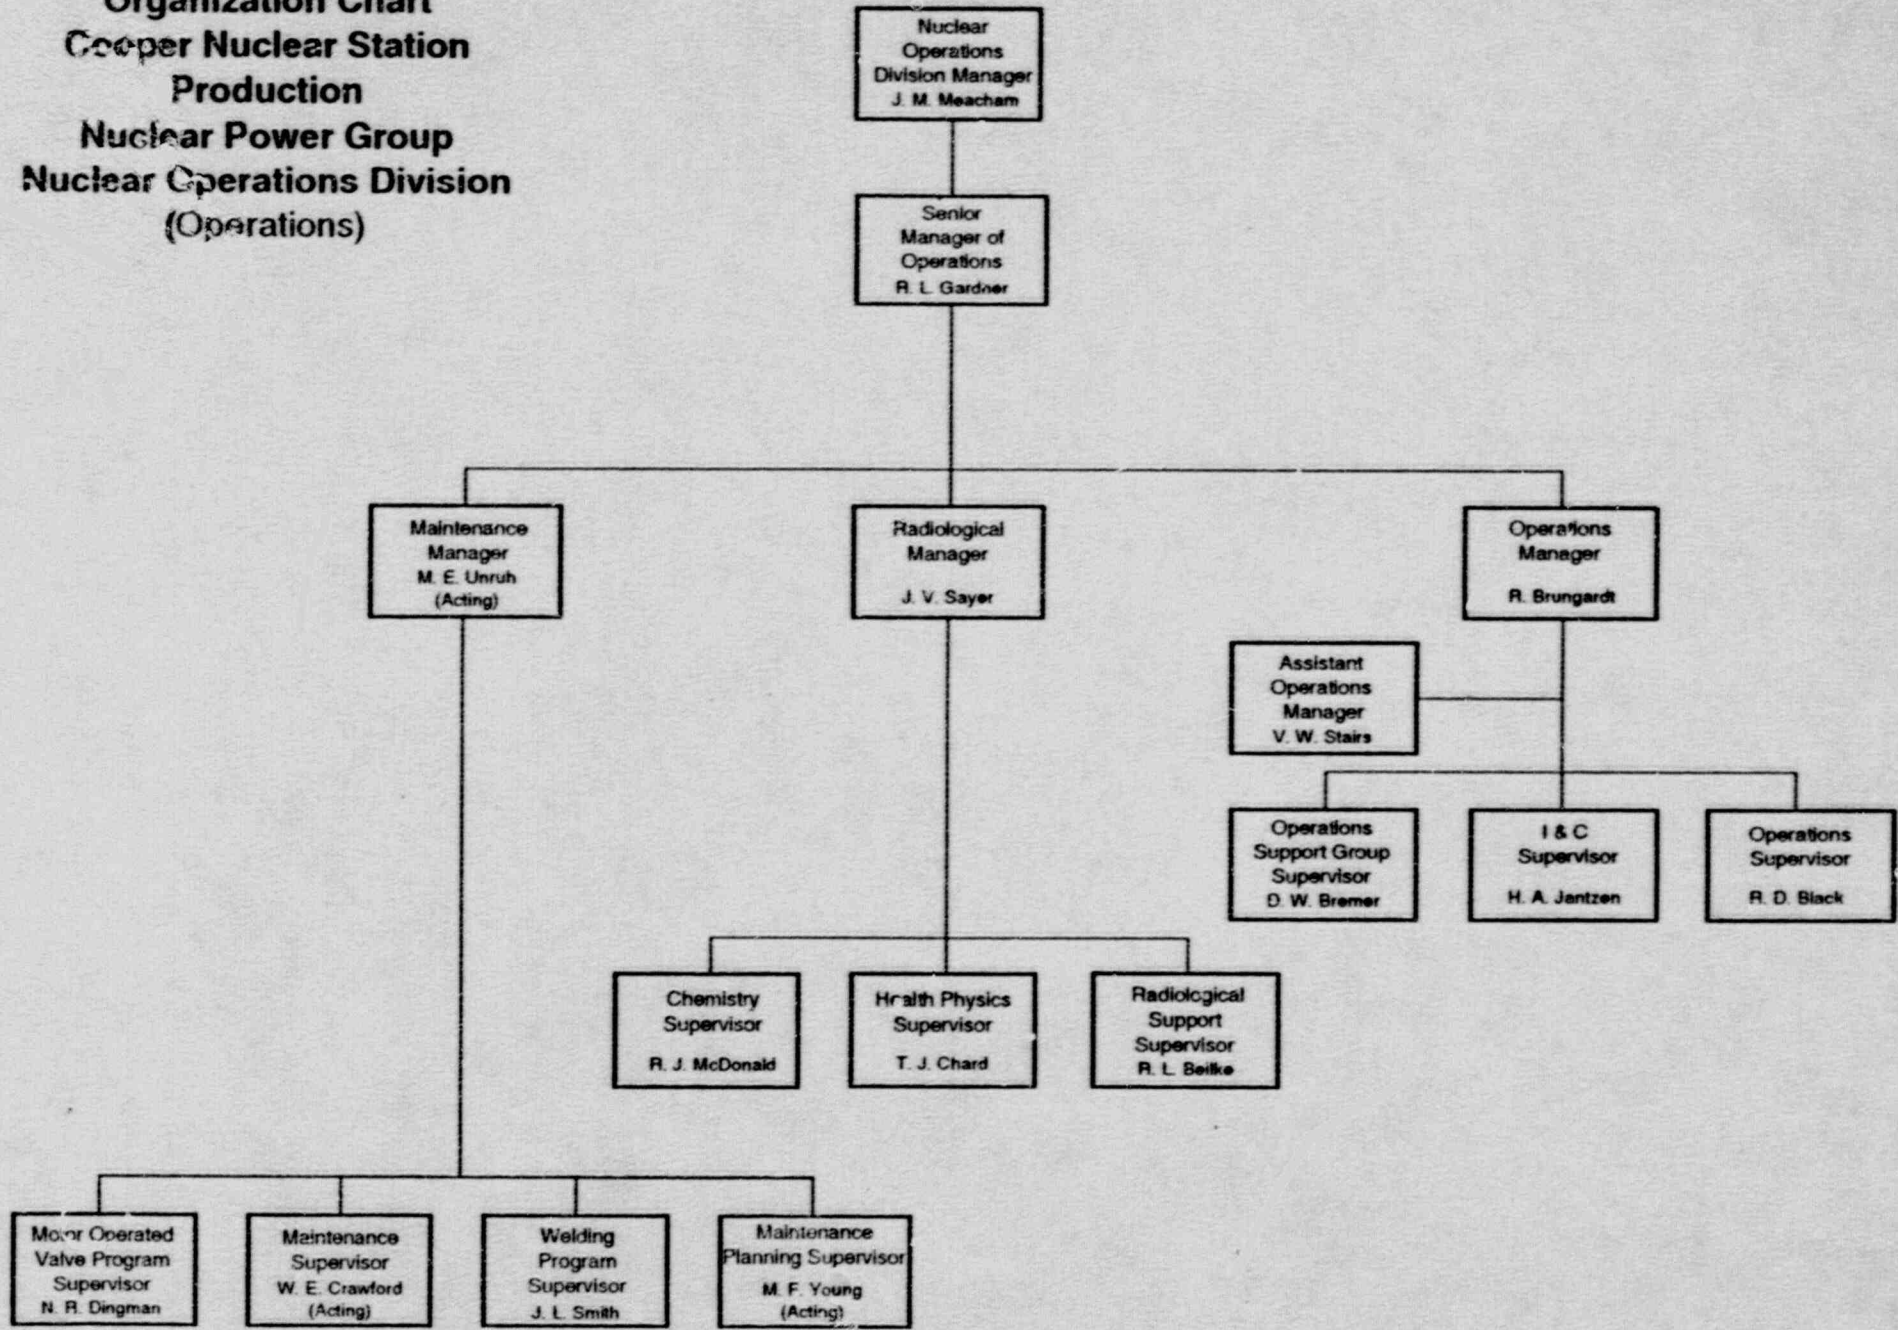 Organization Chart
Cooper Nuclear Station
Production
Nuclear Power Group
Nuclear Operations Division
(Operations)
Nuclear
Operations
Division Manager
J. M. Meacham
Senior
Manager of
Operations
R. L. Gardner
Maintenance
Manager
M. E. Unruh
(Acting)
Radiological
Manager
J. V. Sayer
Operations
Manager
R. Brungardt
Assistant
Operations
Manager
V. W. Stairs
Operations
Support Group
Supervisor
D. W. Bremer
I & C
Supervisor
H. A. Jantzen
Operations
Supervisor
R. D. Black
Chemistry
Supervisor
R. J. McDonald
Health Physics
Supervisor
T. J. Chard
Radiological
Support
Supervisor
R. L. Beilke
Motor Operated
Valve Program
Supervisor
N. R. Dingman
Maintenance
Supervisor
W. E. Crawford
(Acting)
Welding
Program
Supervisor
J. L. Smith
Maintenance
Planning Supervisor
M. F. Young
(Acting)